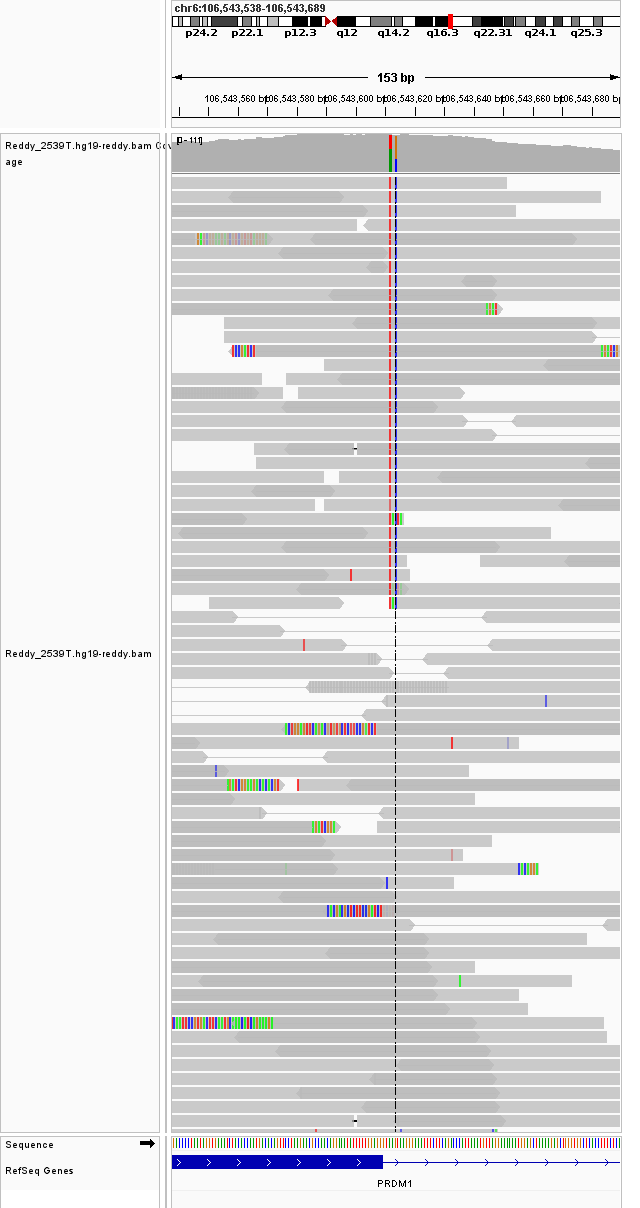 chr6:106,543,538-106,543,689
p24.2 p22.1 p12.3 q12 q14.2 q16.3 q22.31 q24.1 q25.3
153 bp
106,543,560 bp 106,543,580 bp 106,543,600 bp 106,543,620 bp 106,543,640 bp 106,543,660 bp 106,543,680 bp
Reddy_2539T.hg19-reddy.bam Cov
age
[0 - 111]
Reddy_2539T.hg19-reddy.bam
Sequence
RefSeq Genes
PRDM1